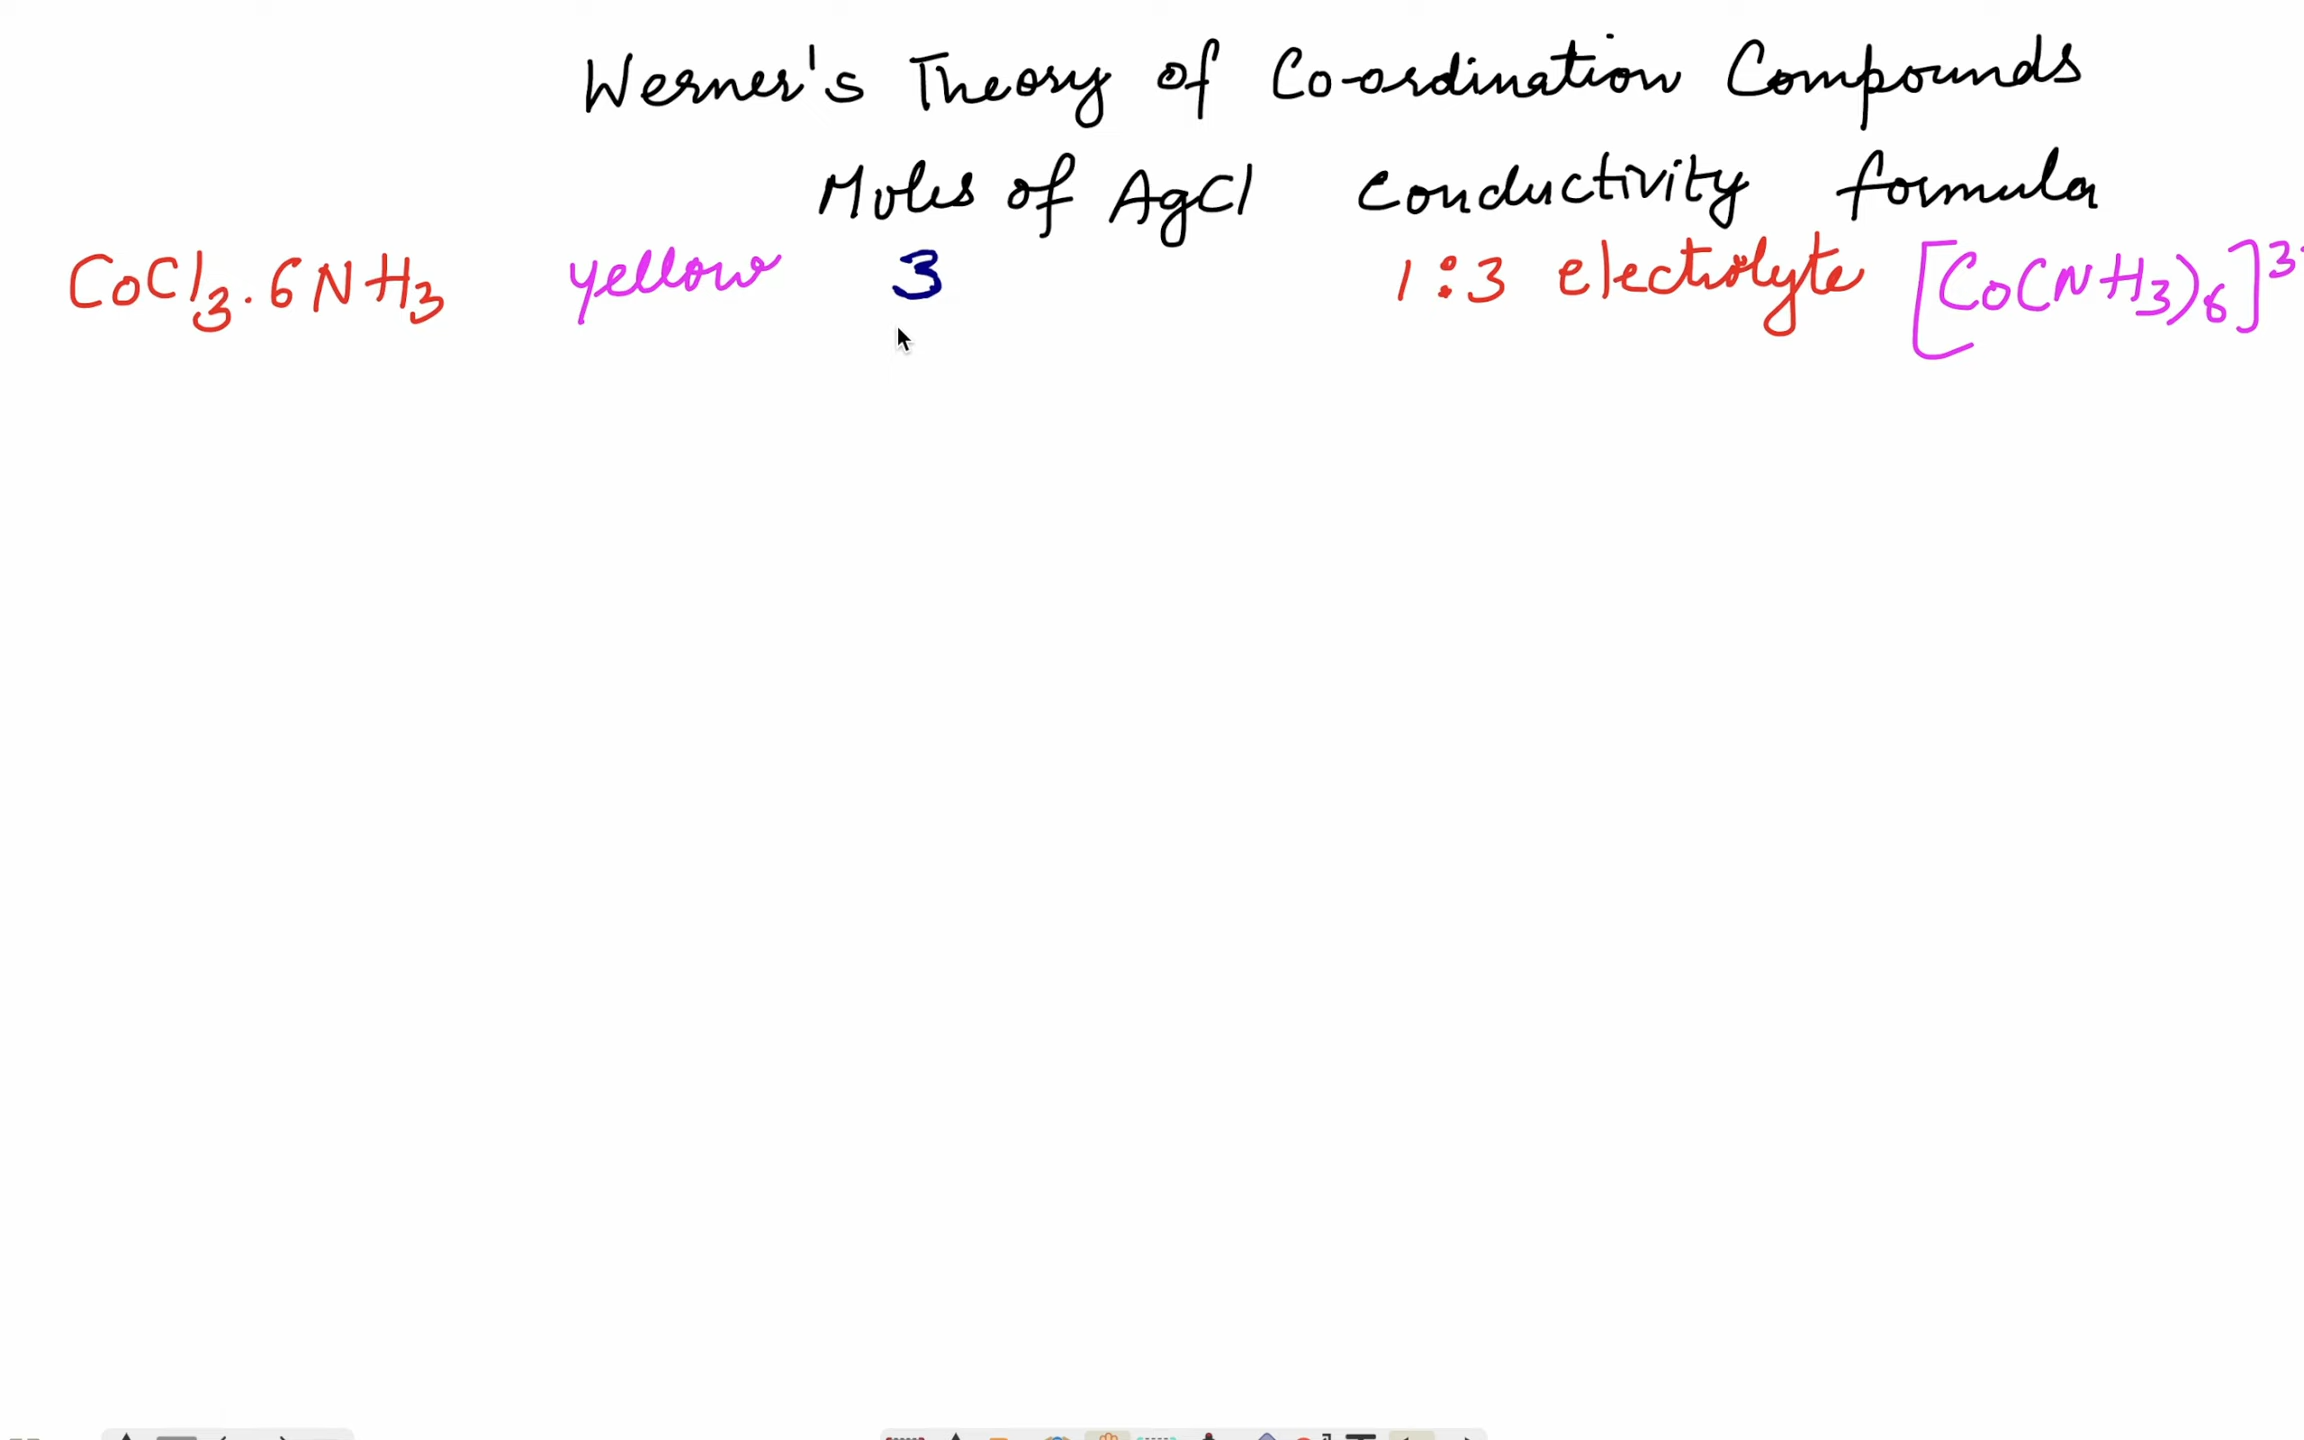 Werner's Theory of Co-ordination Compounds
Moles of AgCl Conductivity formula
CoCl₃.6NH₃ yellow 3 1:3 electrolyte [Co(NH₃)₆]³